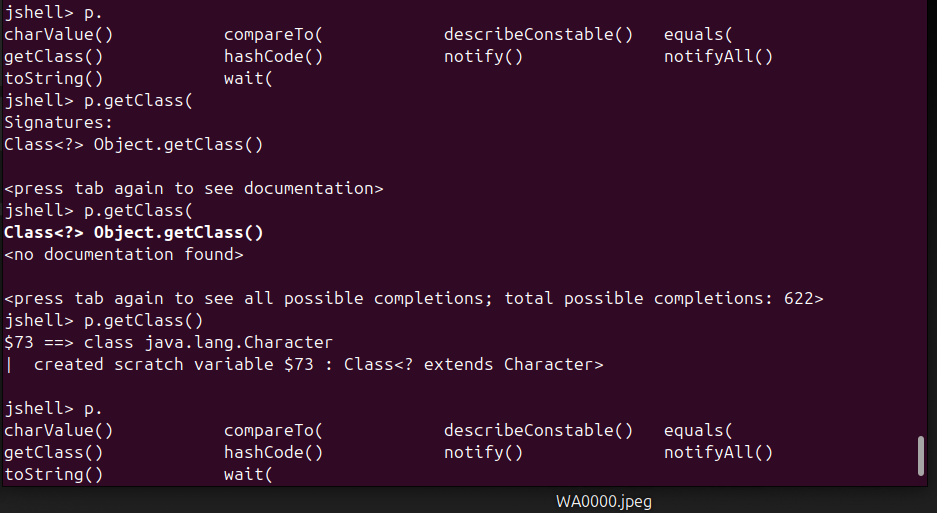 jshell> p.
charValue()           compareTo(            describeConstable()   equals(
getClass()            hashCode()            notify()              notifyAll()
toString()            wait(
jshell> p.getClass(
Signatures:
Class<?> Object.getClass()

<press tab again to see documentation>
jshell> p.getClass(
Class<?> Object.getClass()
<no documentation found>

<press tab again to see all possible completions; total possible completions: 622>
jshell> p.getClass()
$73 ==> class java.lang.Character
|  created scratch variable $73 : Class<? extends Character>

jshell> p.
charValue()           compareTo(            describeConstable()   equals(
getClass()            hashCode()            notify()              notifyAll()
toString()            wait(
WA0000.jpeg